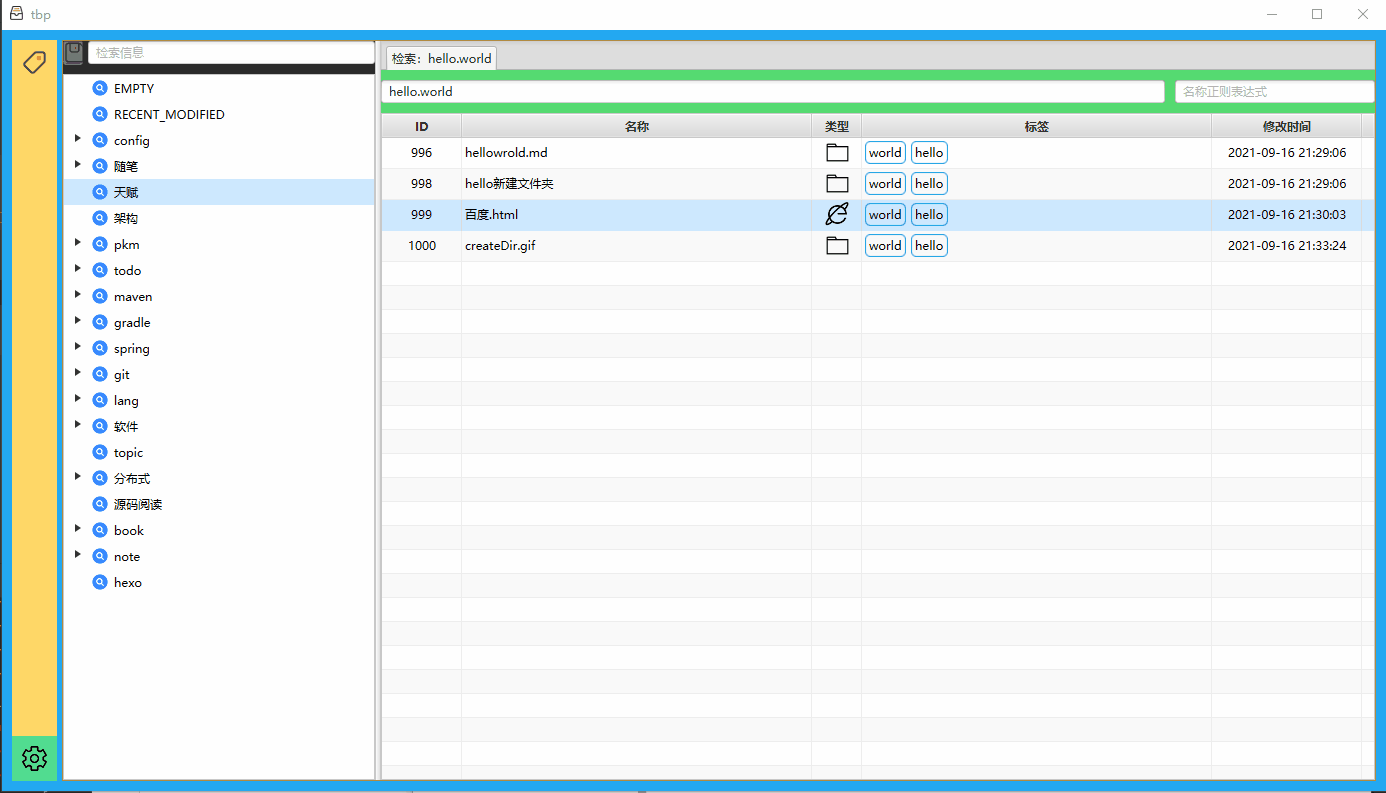 tbp
检索信息
EMPTY
RECENT_MODIFIED
config
随笔
天赋
架构
pkm
todo
maven
gradle
spring
git
lang
软件
topic
分布式
源码阅读
book
note
hexo
检索：hello.world
hello.world 名称正则表达式
ID 名称 类型 标签 修改时间
996 hellowrold.md world hello 2021-09-16 21:29:06
998 hello新建文件夹 world hello 2021-09-16 21:29:06
999 百度.html world hello 2021-09-16 21:30:03
1000 createDir.gif world hello 2021-09-16 21:33:24